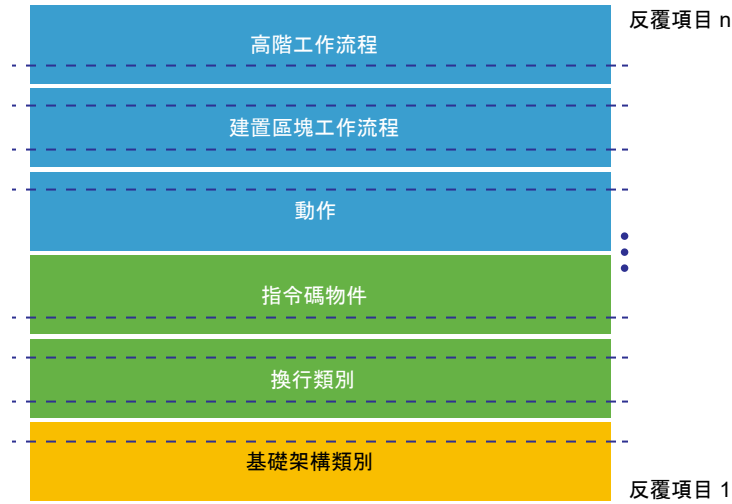 反覆項目 n
高階工作流程
建置區塊工作流程
動作
指令碼物件
換行類別
基礎架構類別
反覆項目 1